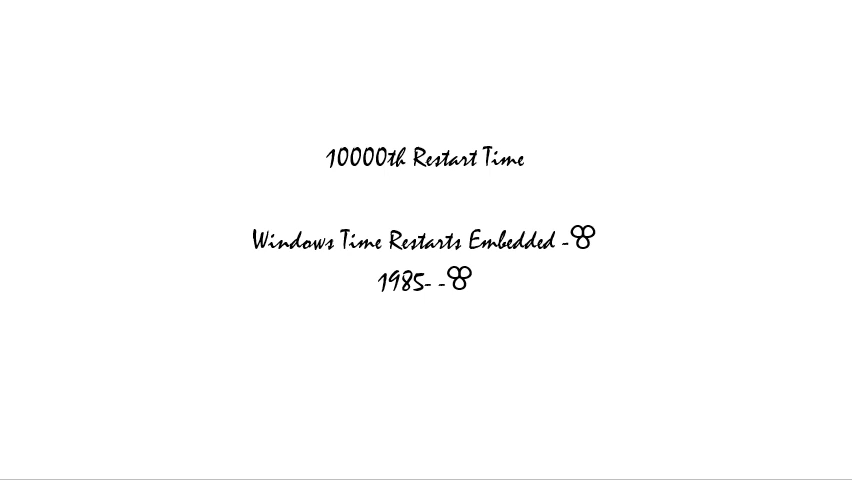 10000th Restart Time
Windows Time Restarts Embedded -ꝏ
1985- -